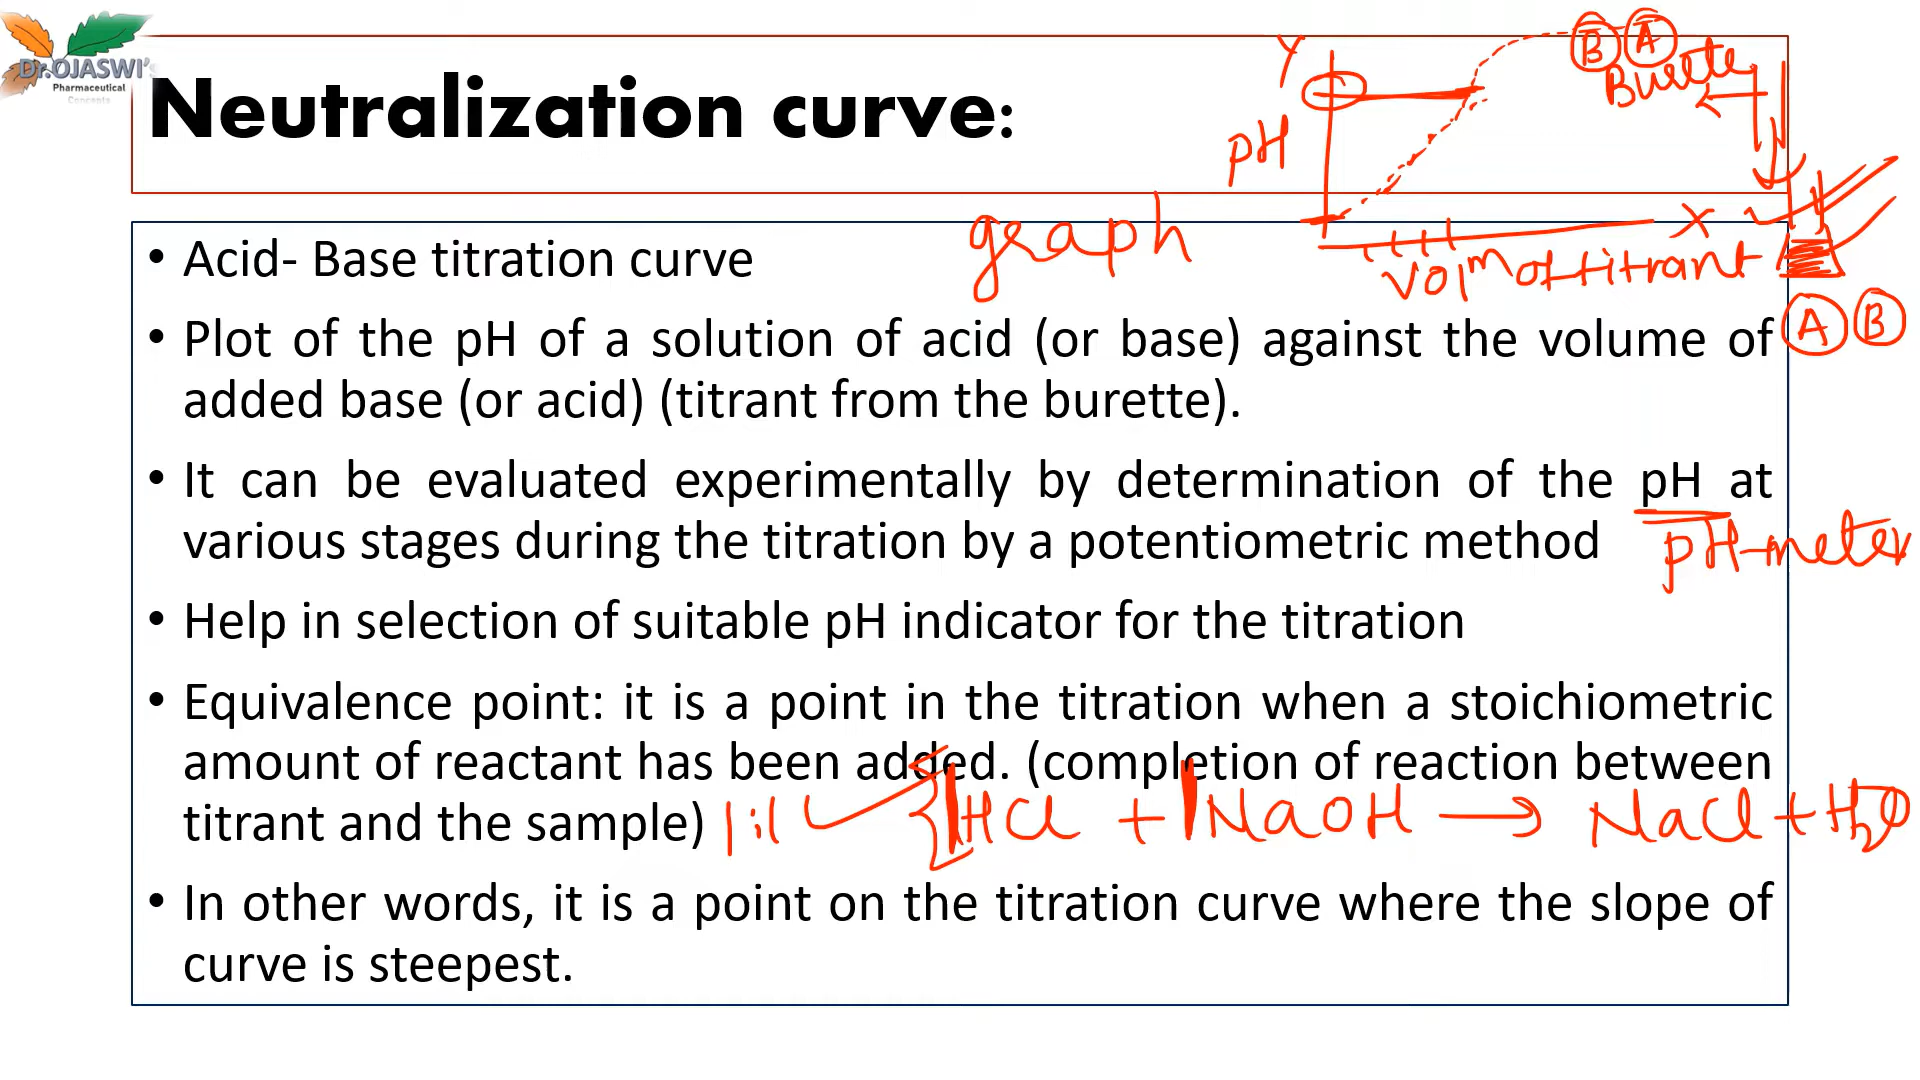 Dr.OJASWI's
Pharmaceutical
Concepts
Neutralization curve:
Y
pH
B A
Burette
X
graph
Vol^m of titrant
A B
• Acid- Base titration curve
• Plot of the pH of a solution of acid (or base) against the volume of
added base (or acid) (titrant from the burette).
• It can be evaluated experimentally by determination of the pH at
various stages during the titration by a potentiometric method
pH-meter
• Help in selection of suitable pH indicator for the titration
• Equivalence point: it is a point in the titration when a stoichiometric
amount of reactant has been added. (completion of reaction between
titrant and the sample)
1:1 HCl + NaOH → NaCl + H₂O
• In other words, it is a point on the titration curve where the slope of
curve is steepest.